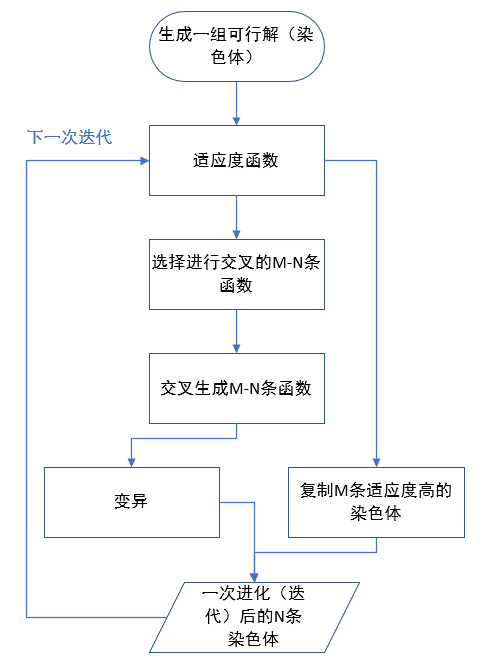 生成一组可行解（染
色体）
下一次迭代
适应度函数
选择进行交叉的M-N条
函数
交叉生成M-N条函数
变异
复制M条适应度高的
染色体
一次进化（迭
代）后的N条
染色体